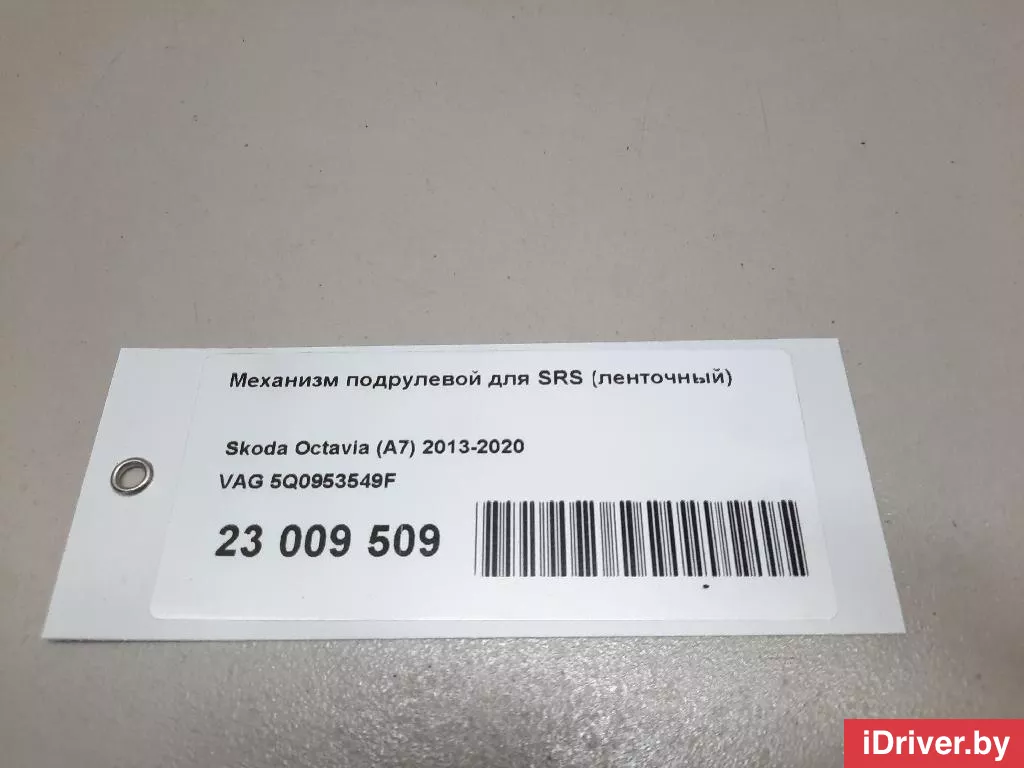 Механизм подрулевой для SRS (ленточный)
Skoda Octavia (A7) 2013-2020
VAG 5Q0953549F
23 009 509
iDriver.by